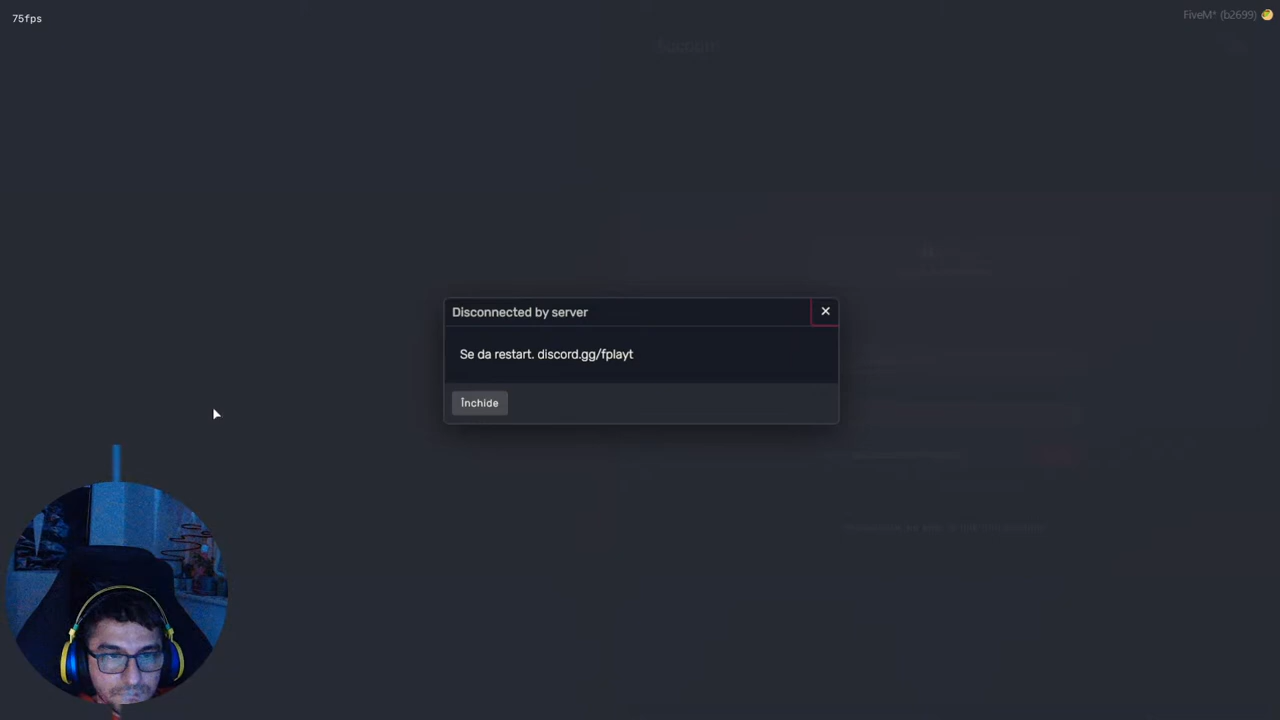 75fps
FiveM* (b2699)
Disconnected by server
Se da restart. discord.gg/fplayt
Închide